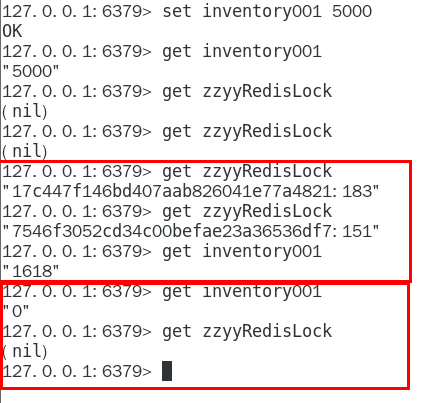 127.0.0.1:6379> set inventory001 5000
OK
127.0.0.1:6379> get inventory001
"5000"
127.0.0.1:6379> get zzyyRedisLock
(nil)
127.0.0.1:6379> get zzyyRedisLock
(nil)
127.0.0.1:6379> get zzyyRedisLock
"17c447f146bd407aab826041e77a4821:183"
127.0.0.1:6379> get zzyyRedisLock
"7546f3052cd34c00befae23a36536df7:151"
127.0.0.1:6379> get inventory001
"1618"
127.0.0.1:6379> get inventory001
"0"
127.0.0.1:6379> get zzyyRedisLock
(nil)
127.0.0.1:6379>